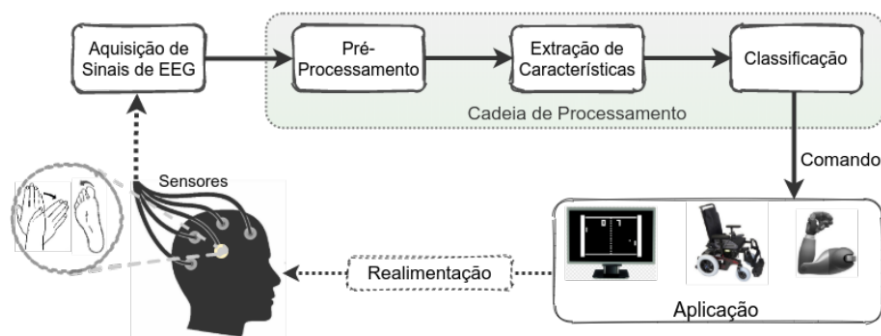 Aquisição de
Sinais de EEG
Pré-
Processamento
Extração de
Características
Classificação
Cadeia de Processamento
Comando
Sensores
Realimentação
Aplicação